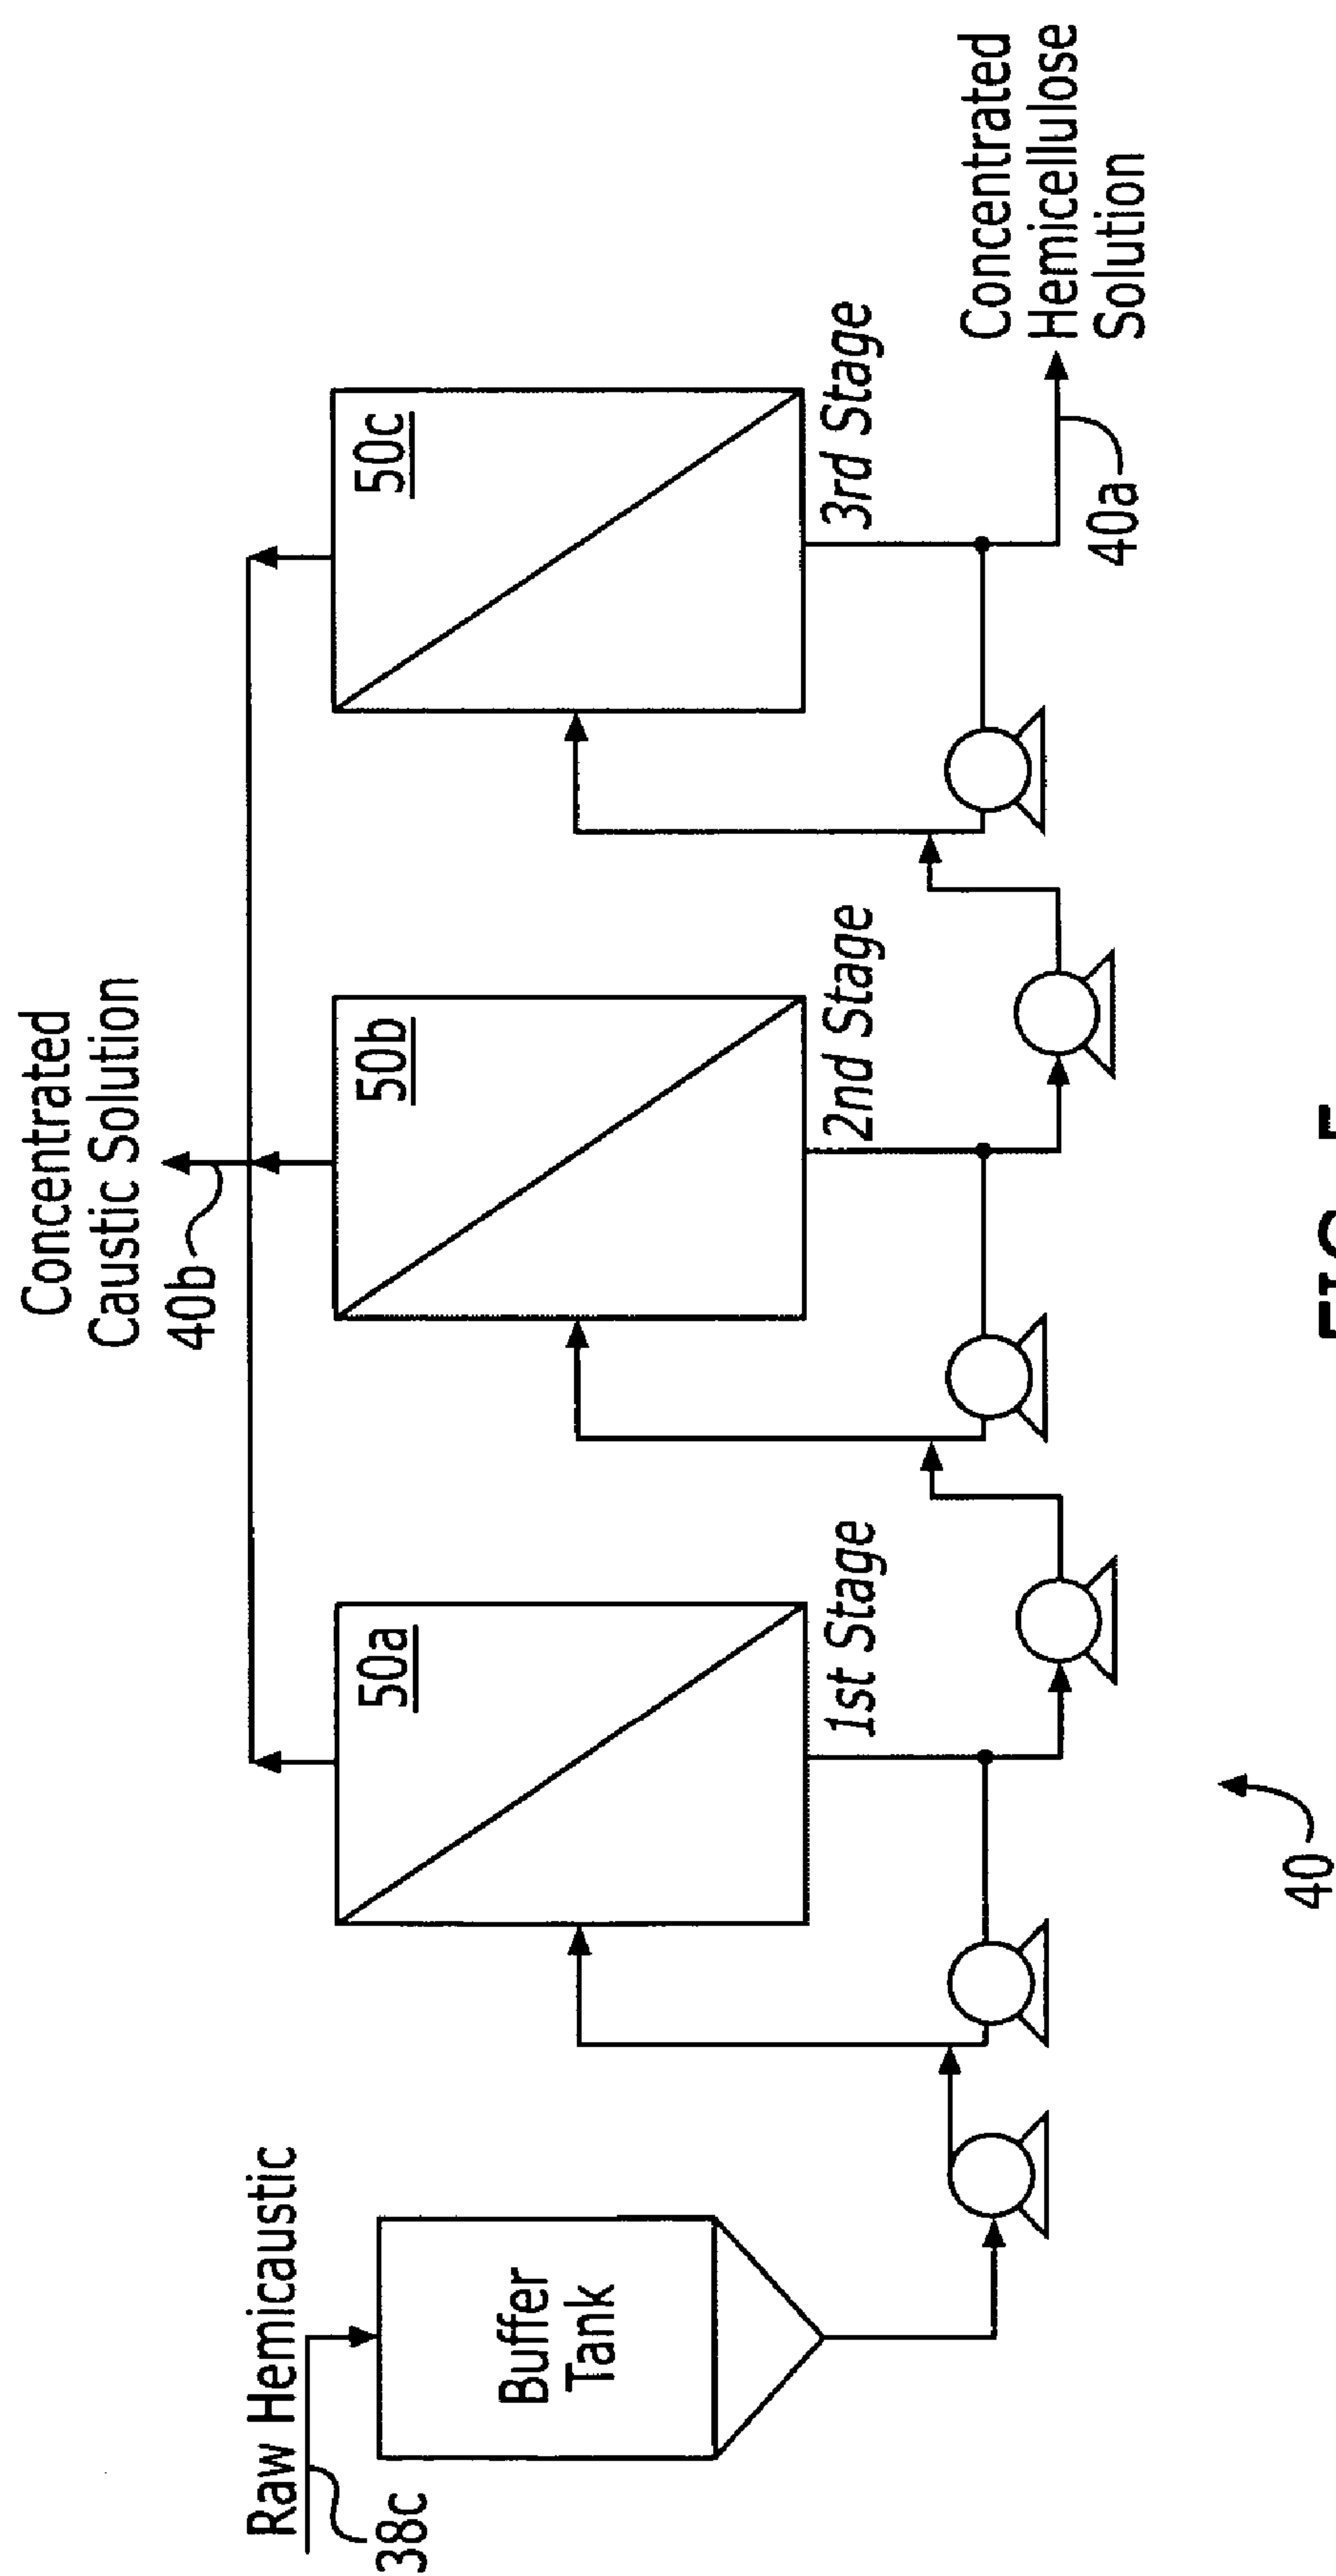 Concentrated
Caustic Solution
40b
Raw Hemicaustic
38c
Buffer
Tank
50a
1st Stage
50b
2nd Stage
50c
3rd Stage
Concentrated
Hemicellulose
Solution
40a
40